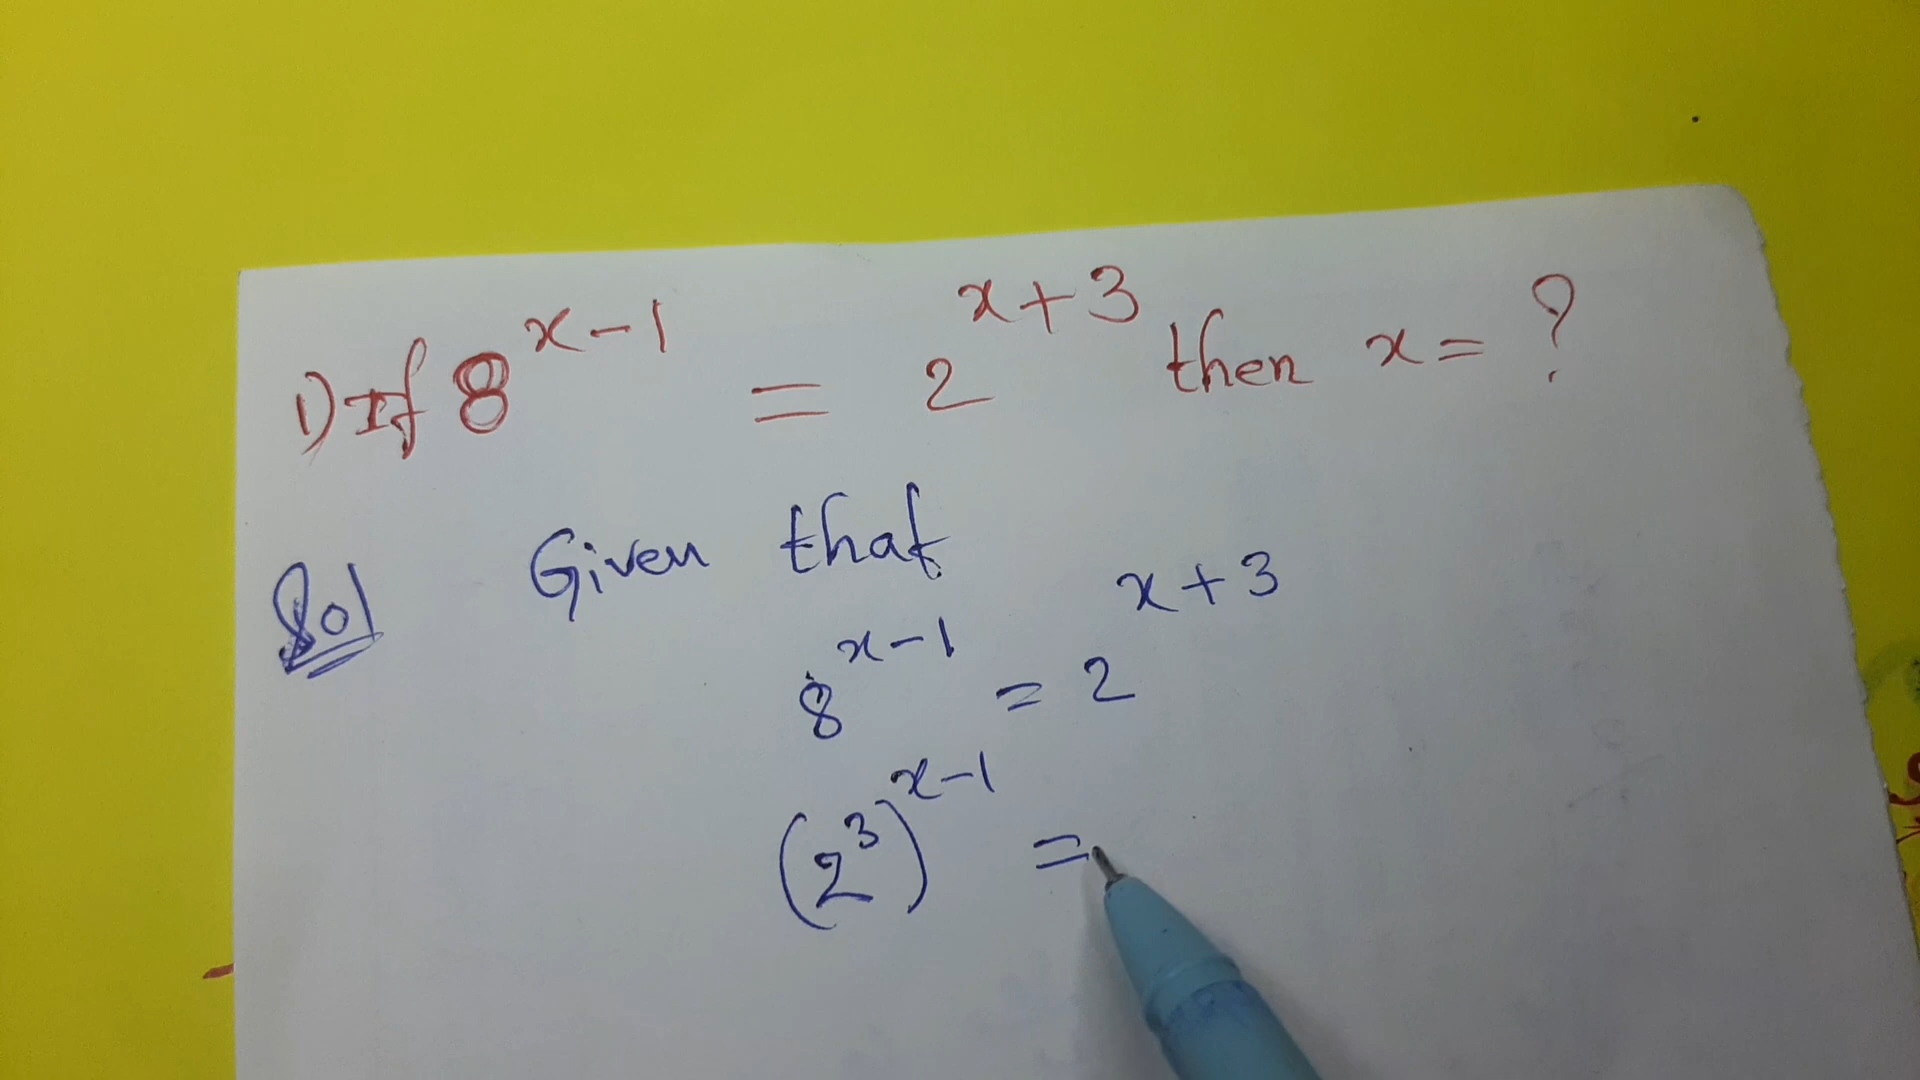 1) If 8^(x-1) = 2^(x+3) then x = ?
Sol Given that
8^(x-1) = 2^(x+3)
(2^3)^(x-1) =